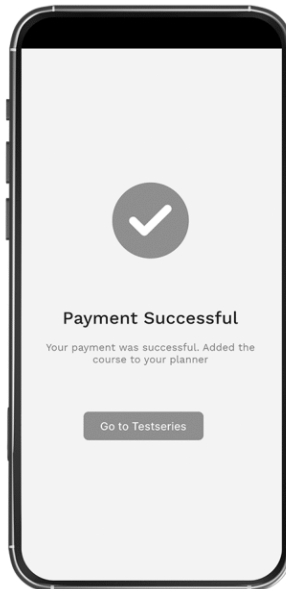 Payment Successful
Your payment was successful. Added the
course to your planner
Go to Testseries